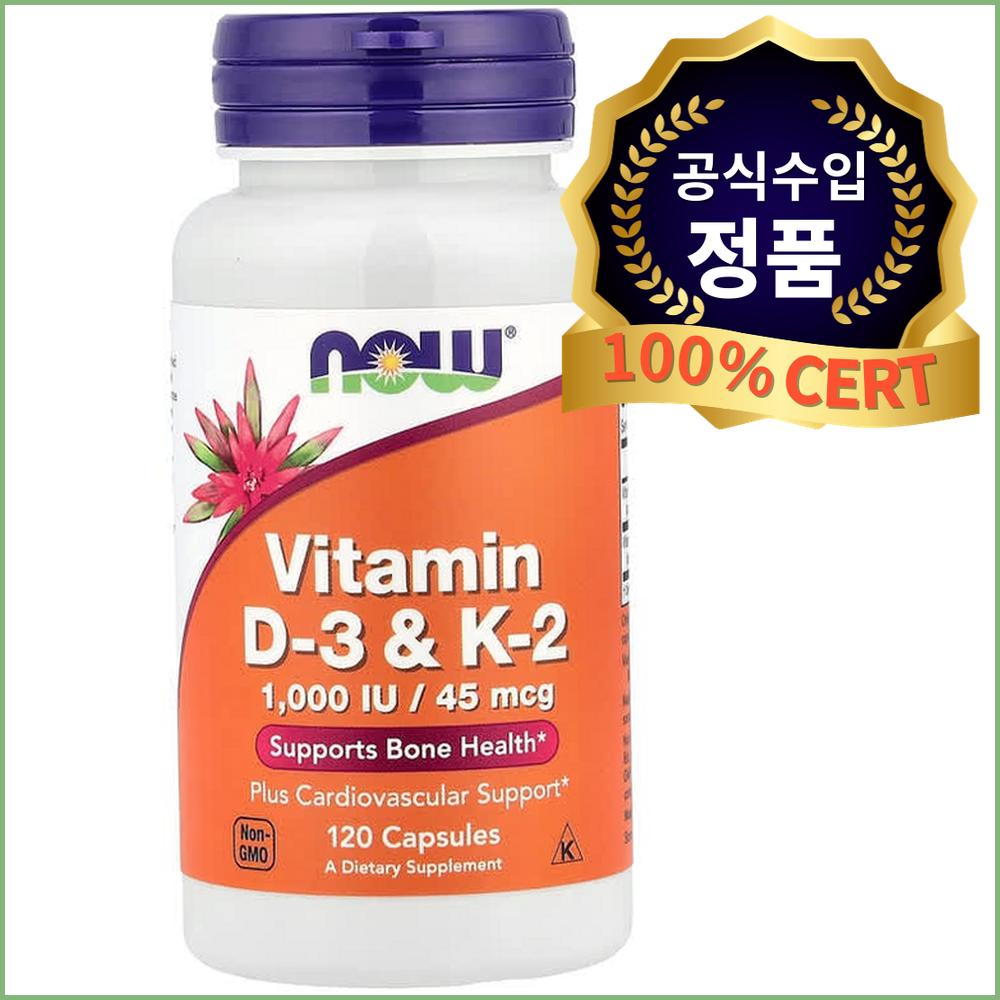 now®
Vitamin
D-3 & K-2
1,000 IU / 45 mcg
Supports Bone Health*
Plus Cardiovascular Support*
Non-
GMO
120 Capsules
K
A Dietary Supplement
공식수입
정품
100% CERT